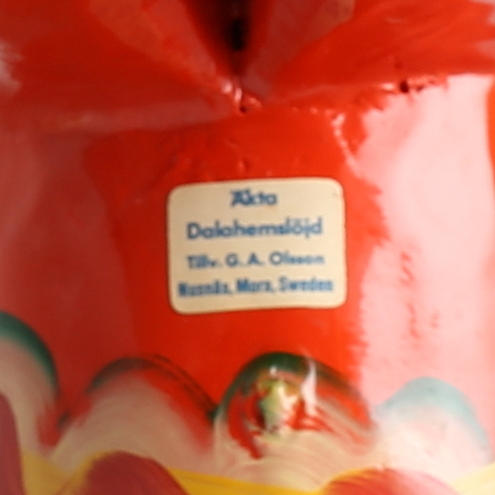 Äkta
Dalahemslöjd
Tillv. G. A. Olsson
Nusnäs, Mora, Sweden